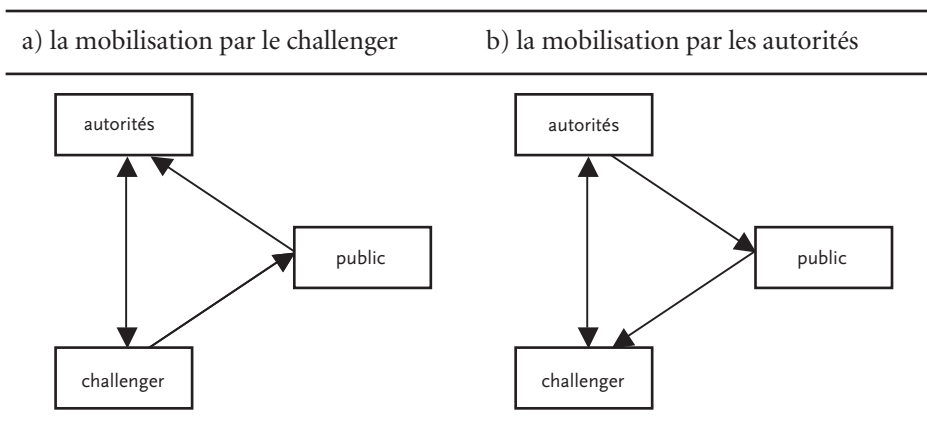 a) la mobilisation par le challenger
b) la mobilisation par les autorités
autorités
autorités
public
public
challenger
challenger